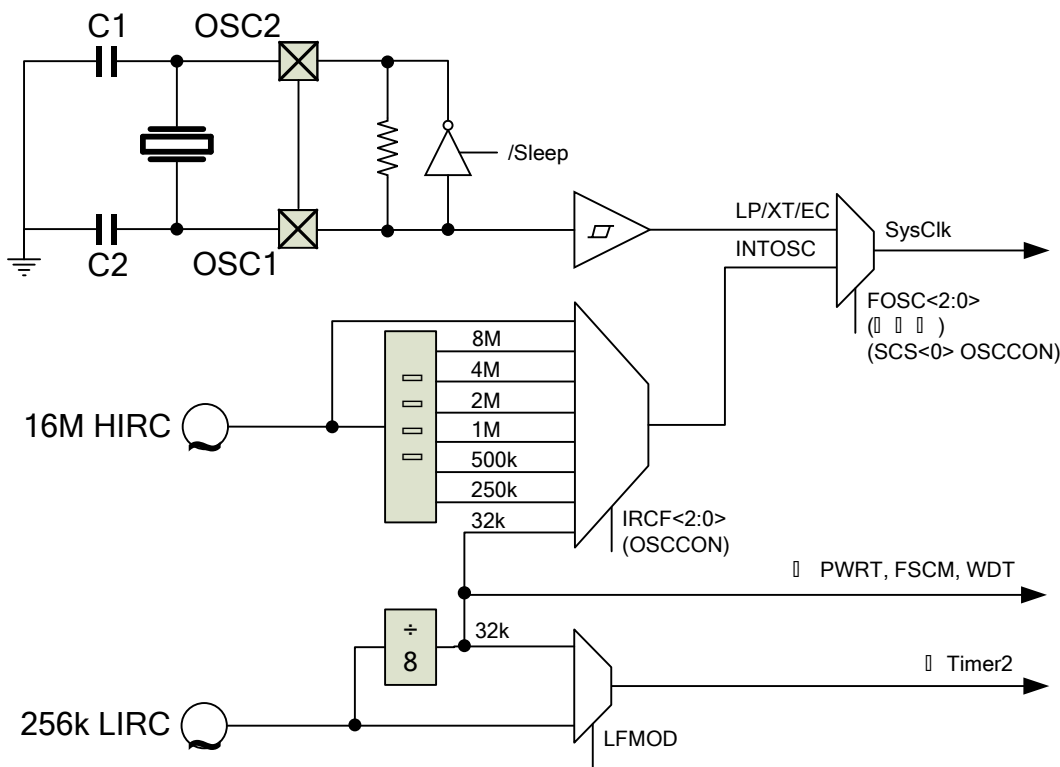 C1
OSC2
/Sleep
C2
OSC1
LP/XT/EC
SysClk
INTOSC
FOSC<2:0>
(SCS<0> OSCCON)
8M
4M
2M
16M HIRC
1M
500k
250k
32k
IRCF<2:0>
(OSCCON)
PWRT, FSCM, WDT
÷
8
32k
Timer2
256k LIRC
LFMOD